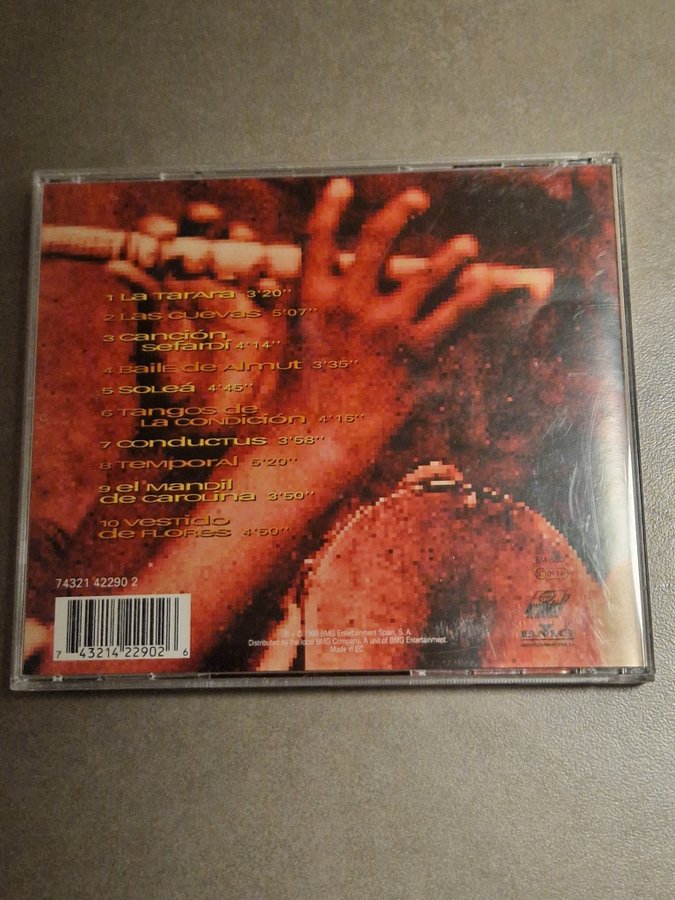 1 La Tarara 3'20''
2 Las cuevas 5'07''
3 Canción
sefardí 4'14''
4 Baile de Almut 3'35''
5 Soleá 4'45''
6 Tangos de
la condición 4'16''
7 Conductus 3'58''
8 Temporal 5'20''
9 El mandil
de Carolina 3'50''
10 Vestido
de flores 4'50''
74321 42290 2
7 43214 22902 6
BMG Entertainment Spain, S. A.
Distributed by the local BMG Company. A unit of BMG Entertainment.
Made in EC
BMG